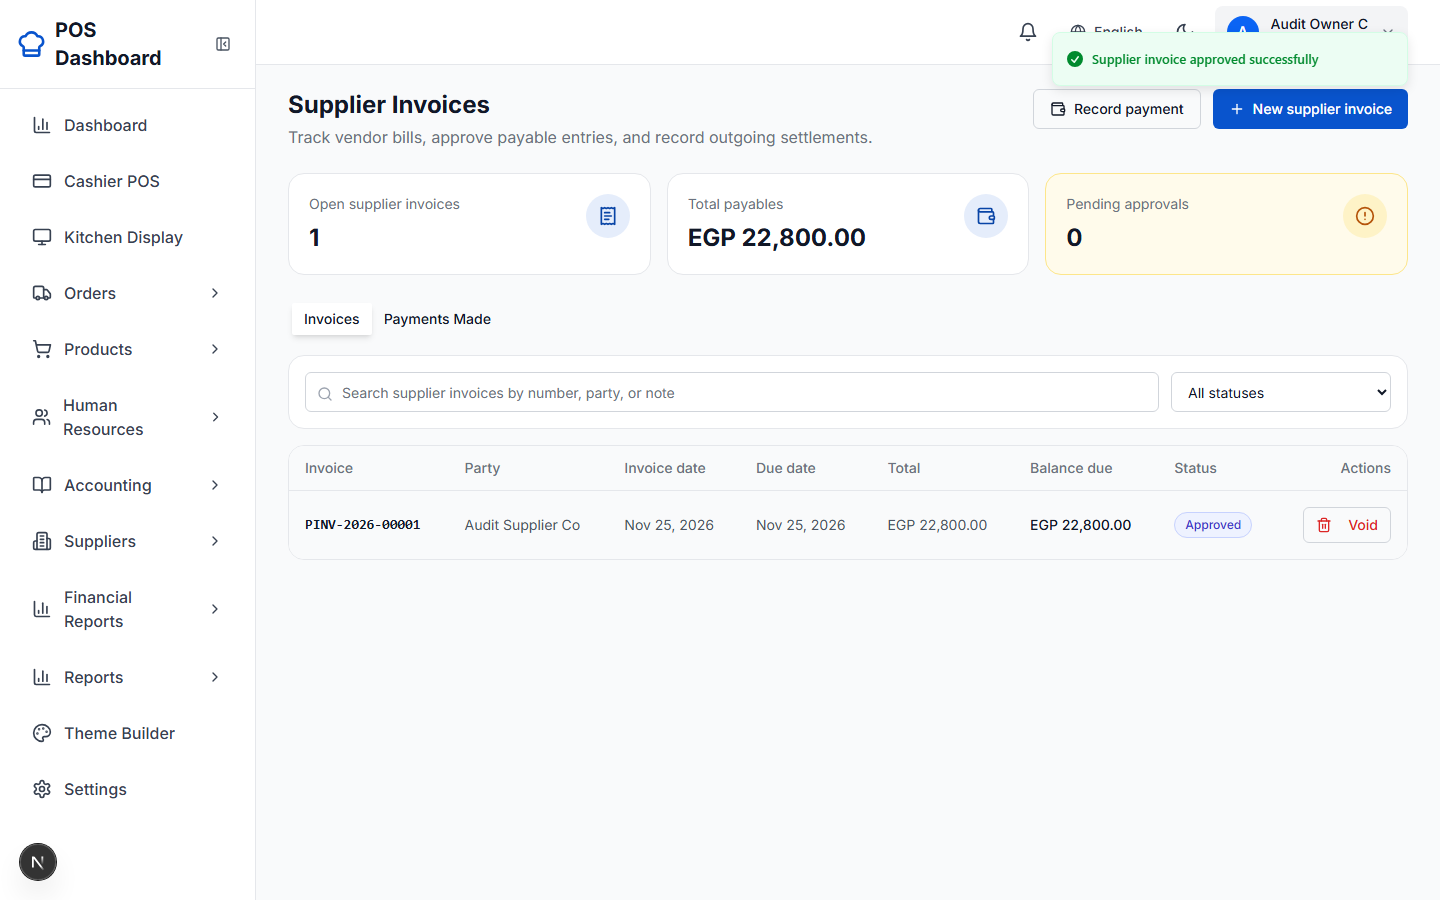 POS
Dashboard
Dashboard
Cashier POS
Kitchen Display
Orders
Products
Human
Resources
Accounting
Suppliers
Financial
Reports
Reports
Theme Builder
Settings
N
English
A
Audit Owner C
Supplier invoice approved successfully
Supplier Invoices
Track vendor bills, approve payable entries, and record outgoing settlements.
Record payment
New supplier invoice
Open supplier invoices
1
Total payables
EGP 22,800.00
Pending approvals
0
Invoices
Payments Made
Search supplier invoices by number, party, or note
All statuses
Invoice Party Invoice date Due date Total Balance due Status Actions
PINV-2026-00001 Audit Supplier Co Nov 25, 2026 Nov 25, 2026 EGP 22,800.00 EGP 22,800.00 Approved Void